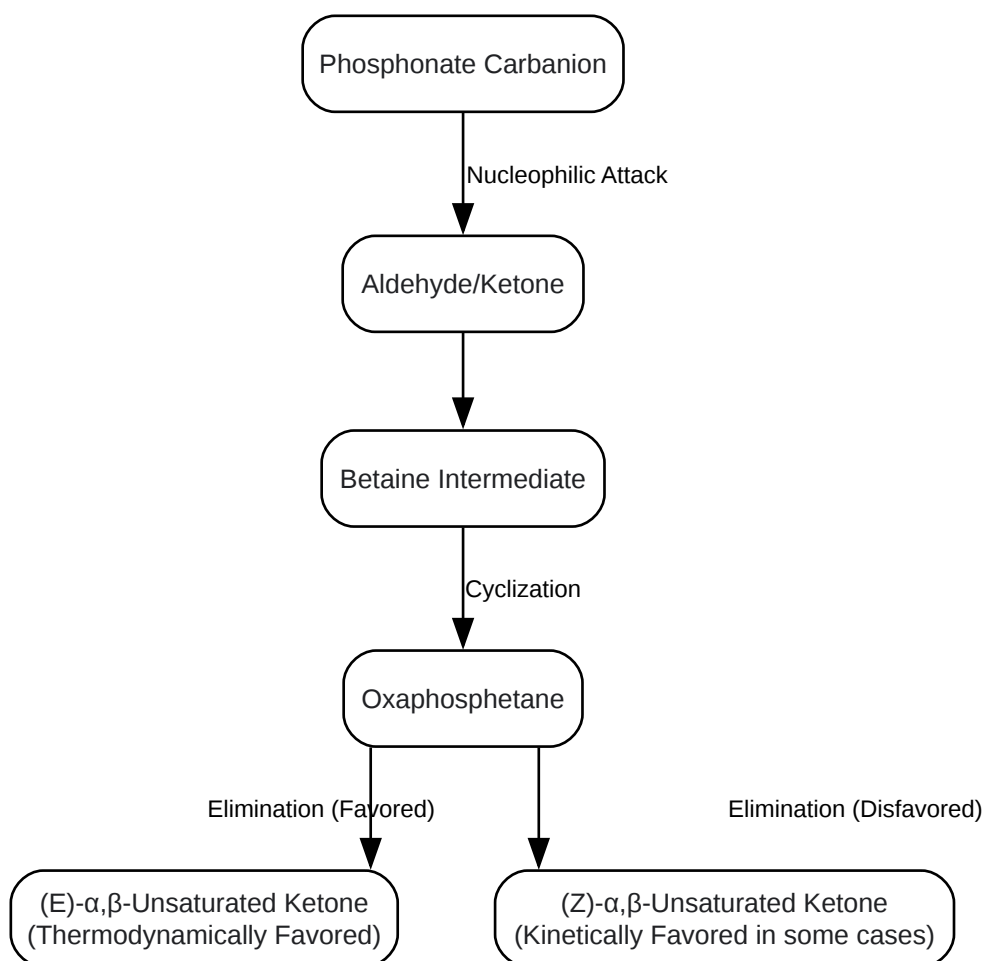 Phosphonate Carbanion
Nucleophilic Attack
Aldehyde/Ketone
Betaine Intermediate
Cyclization
Oxaphosphetane
Elimination (Favored)
Elimination (Disfavored)
(E)-α,β-Unsaturated Ketone
(Thermodynamically Favored)
(Z)-α,β-Unsaturated Ketone
(Kinetically Favored in some cases)